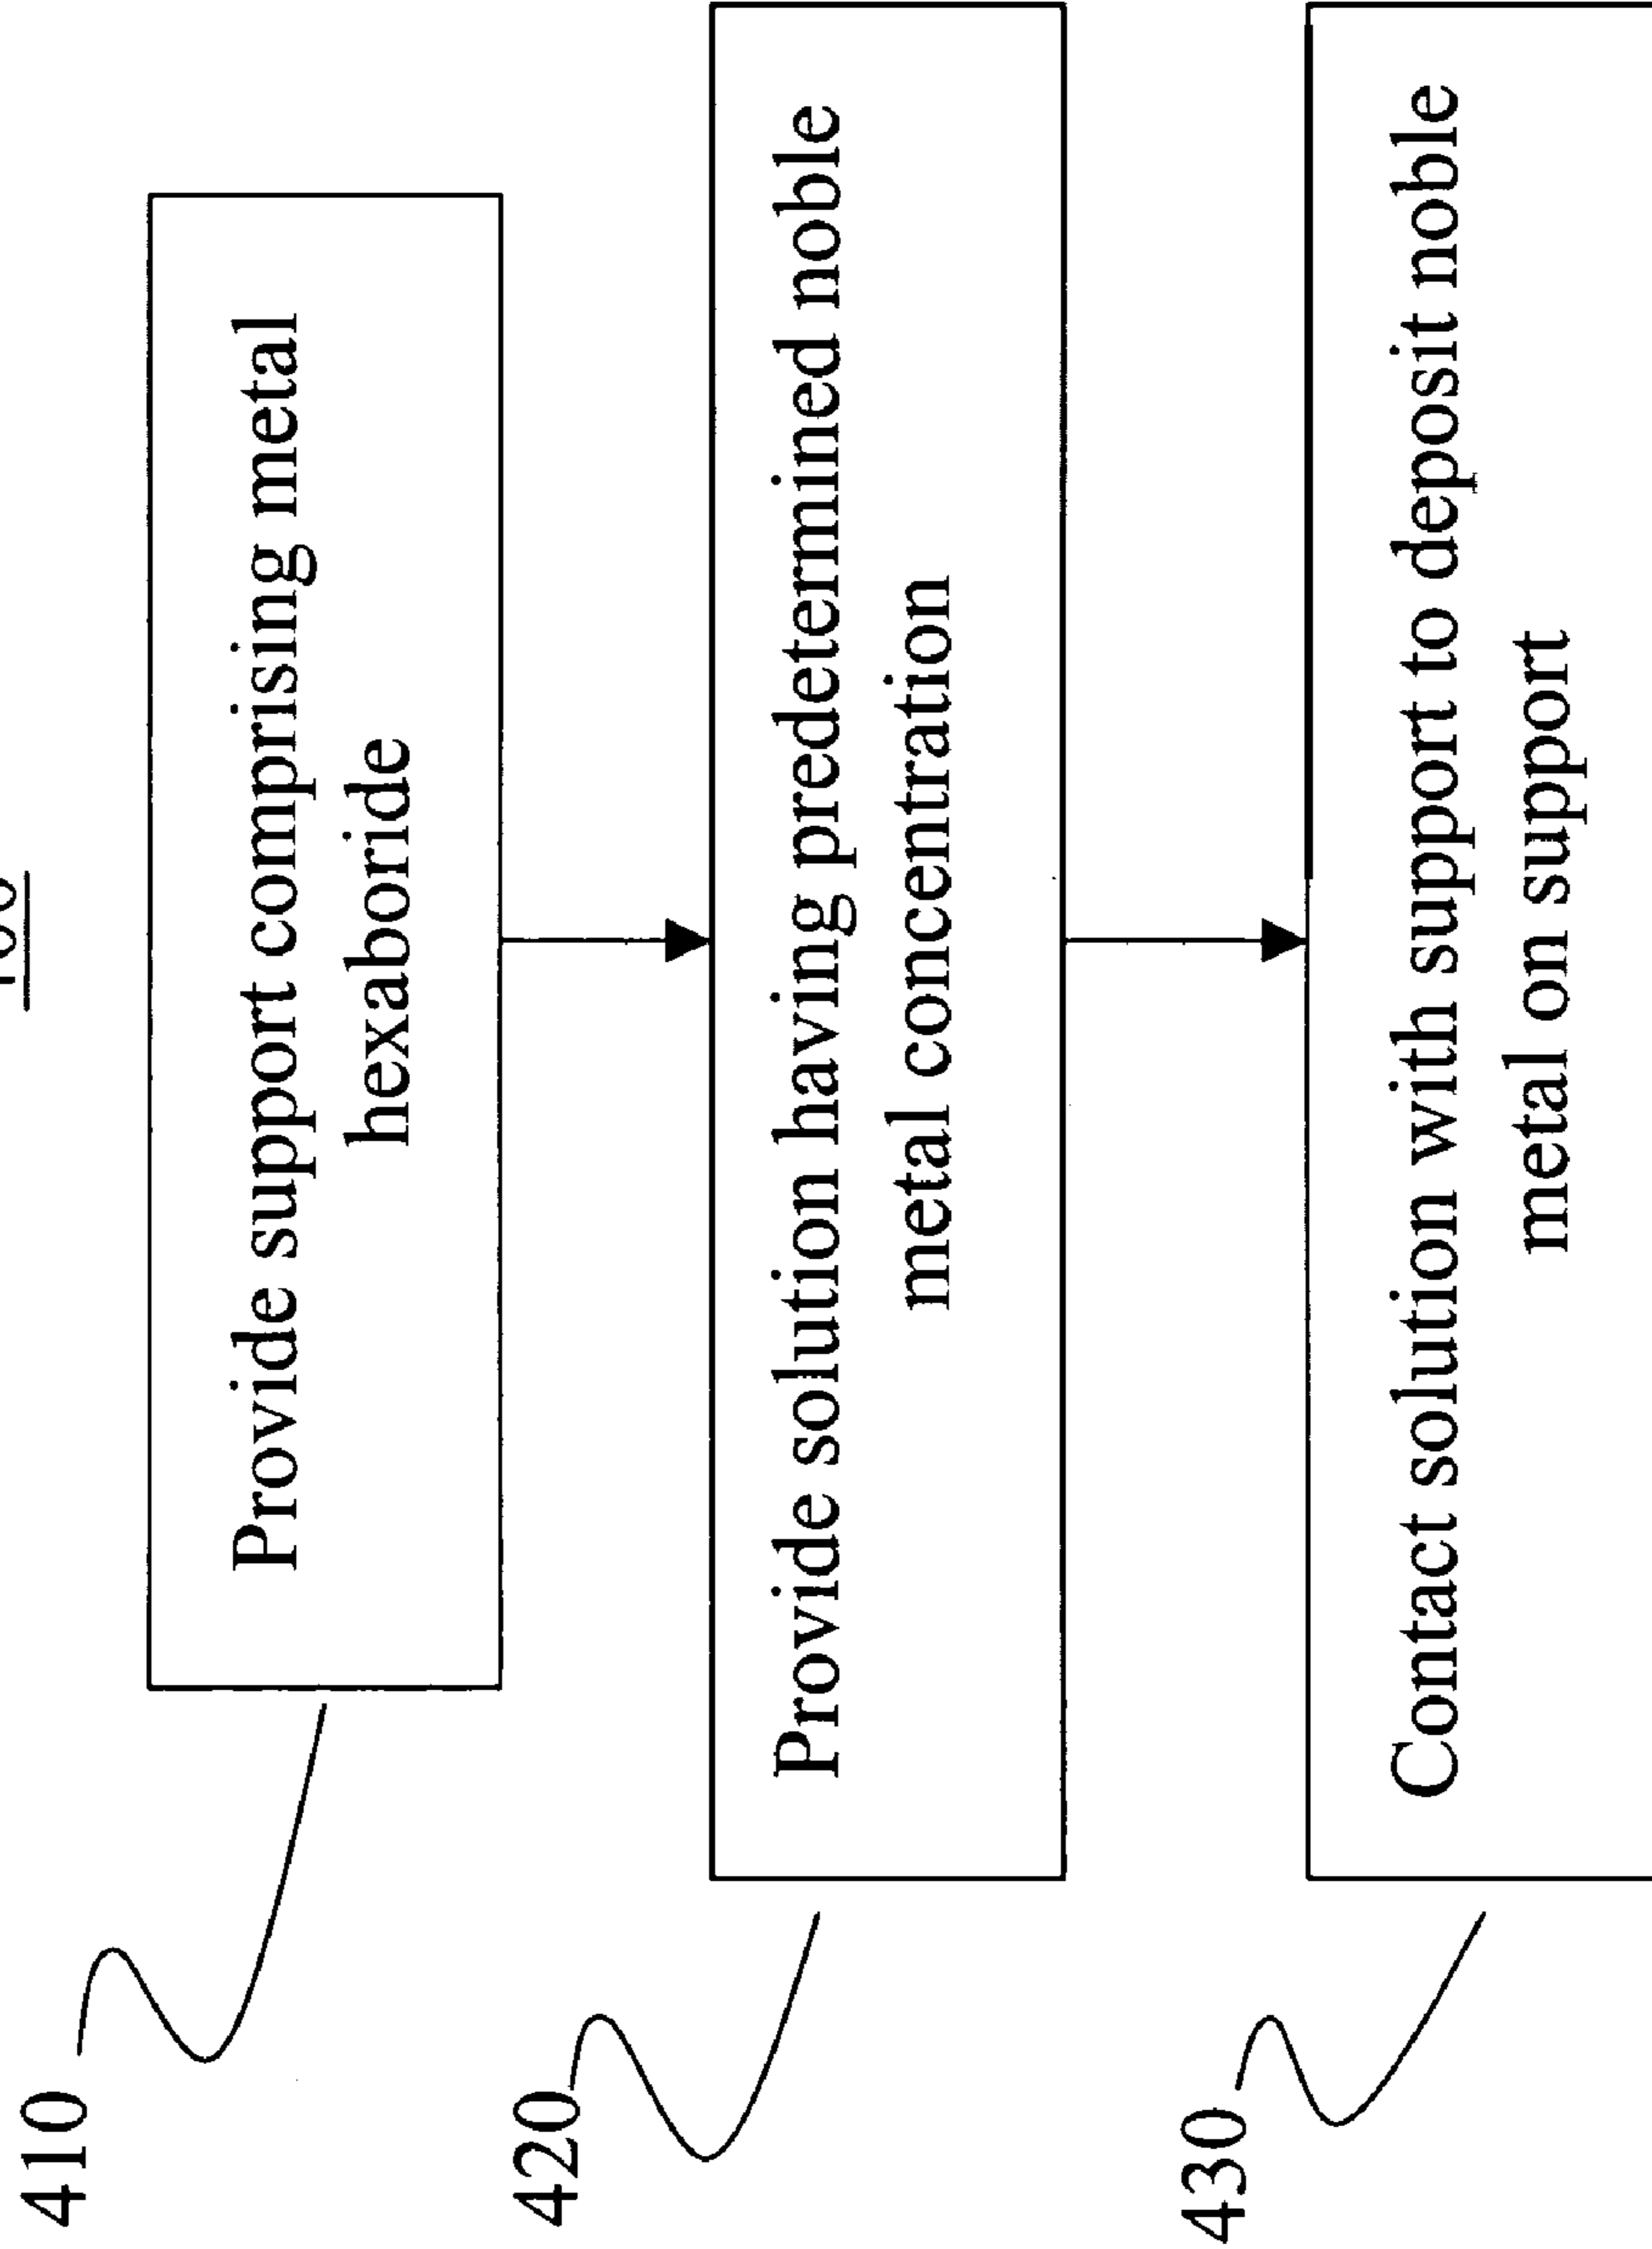 410
Provide support comprising metal
hexaboride
420
Provide solution having predetermined noble
metal concentration
430
Contact solution with support to deposit noble
metal on support